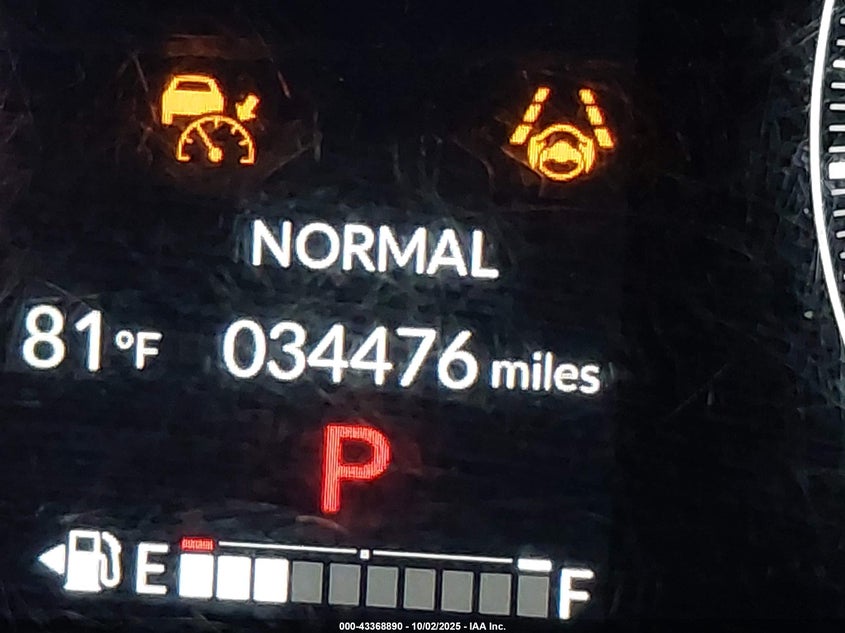 NORMAL
81°F 034476 miles
P
E F
000-43368890 - 10/02/2025 - IAA Inc.